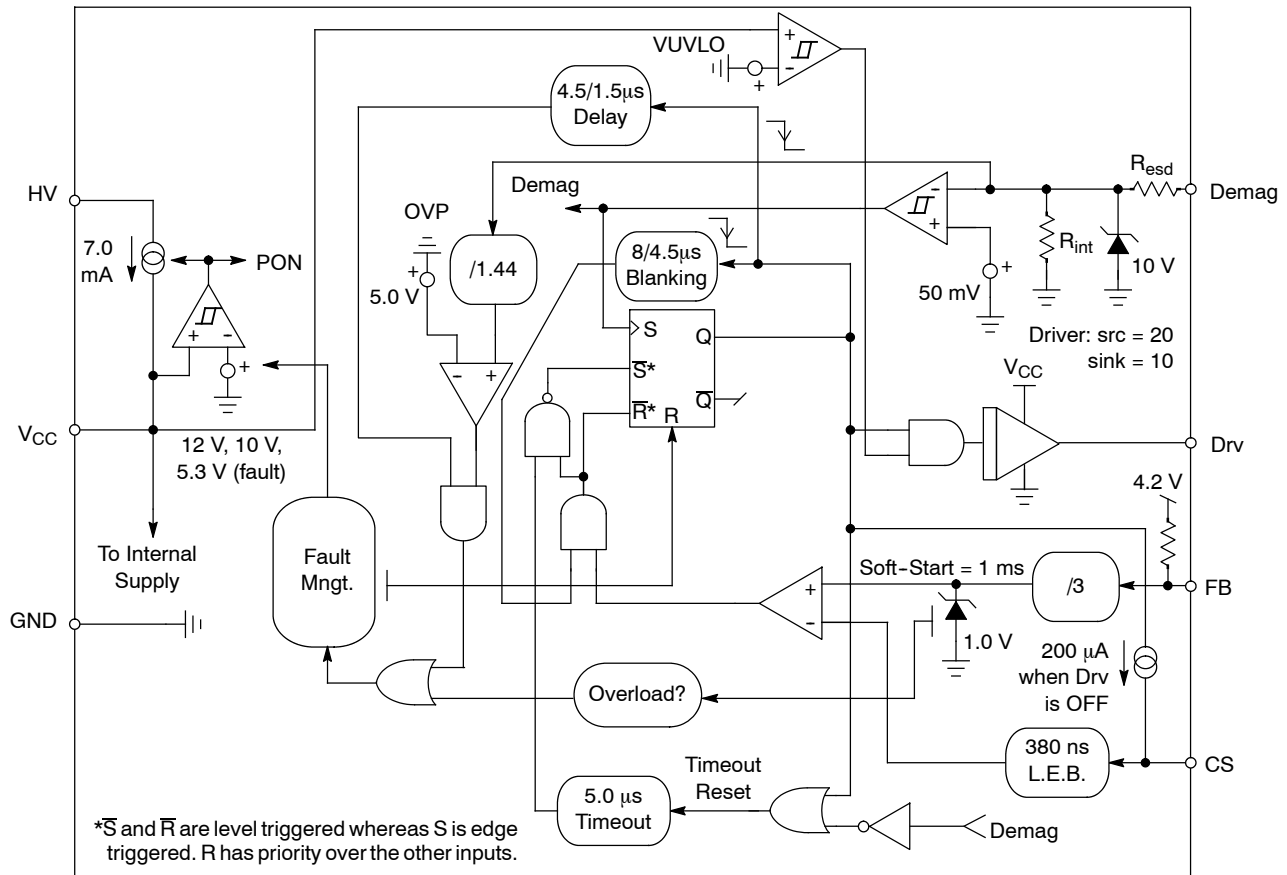 VUVLO
+
-
+
4.5/1.5μs
Delay
HV
Demag
OVP
+
5.0 V
/1.44
8/4.5μs
Blanking
-
+
Resd
Demag
Rint
10 V
+
50 mV
7.0
mA
PON
+
-
+
S
Q
S*
Q
R*
R
-
+
Driver: src = 20
sink = 10
VCC
VCC
12 V, 10 V,
5.3 V (fault)
Drv
4.2 V
To Internal
Supply
Fault
Mngt.
Soft-Start = 1 ms
+
-
/3
FB
1.0 V
GND
200 μA
when Drv
is OFF
Overload?
380 ns
L.E.B.
CS
Timeout
Reset
5.0 μs
Timeout
Demag
*S̅ and R̅ are level triggered whereas S is edge
triggered. R has priority over the other inputs.